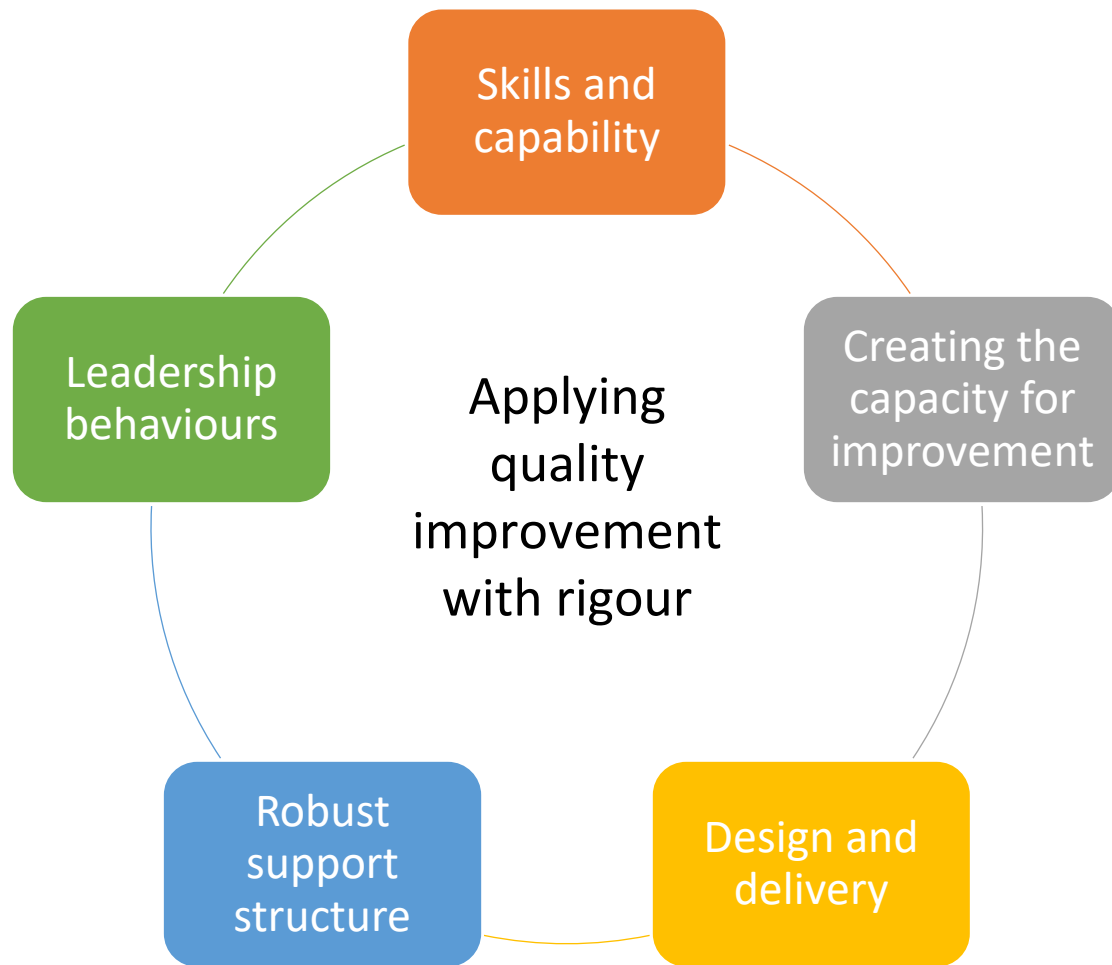 Skills and
capability
Creating the
capacity for
improvement
Design and
delivery
Robust
support
structure
Leadership
behaviours
Applying
quality
improvement
with rigour